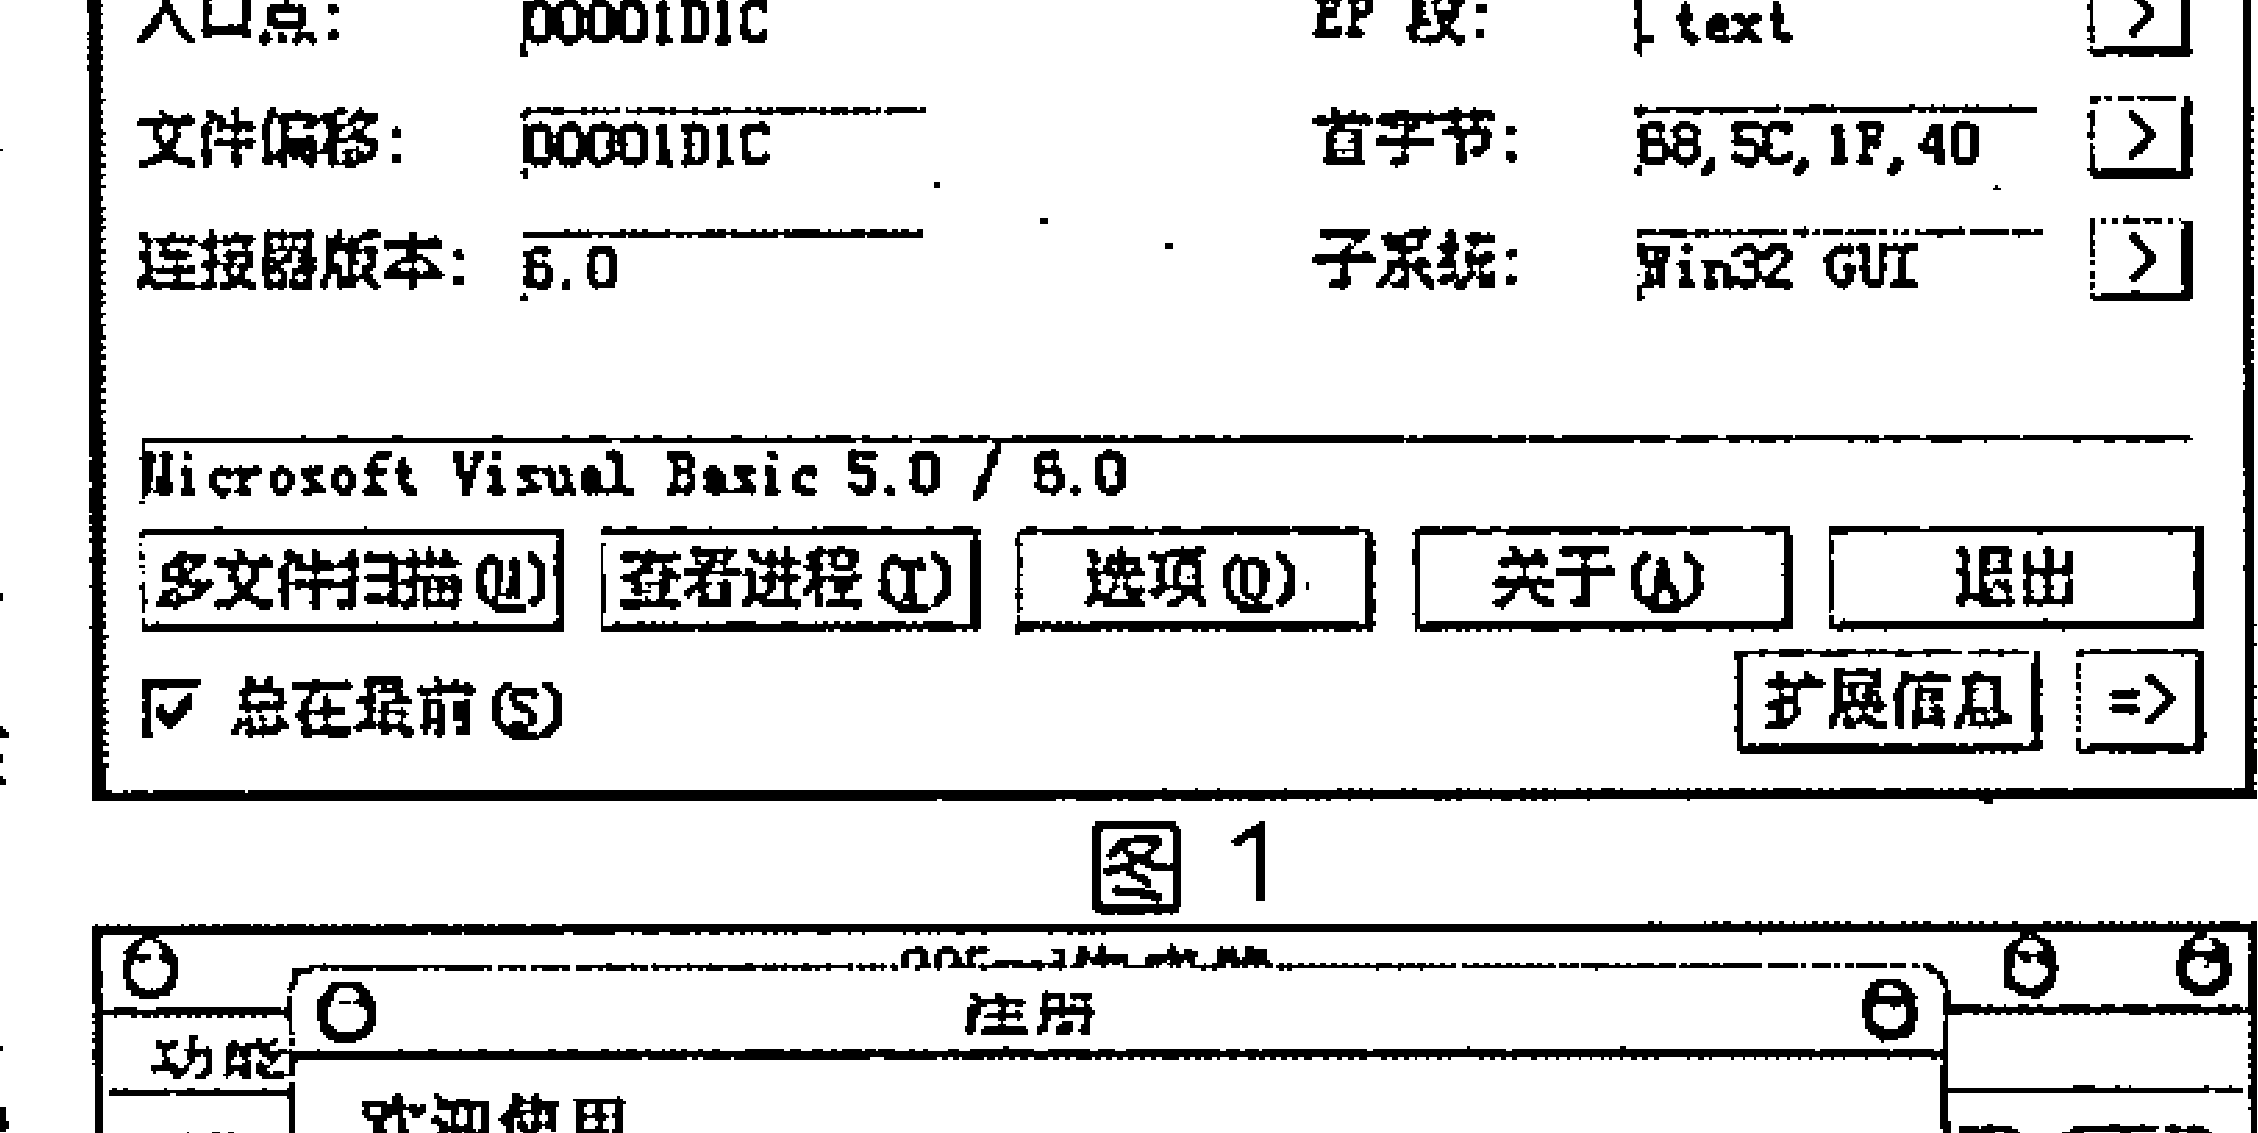 入口点: 00001D1C EP 段: .text >
文件偏移: 00001D1C 首字节: 68,5C,1F,40 >
连接器版本: 6.0 子系统: Win32 GUI >
Microsoft Visual Basic 5.0 / 6.0
多文件扫描(M) 查看进程(T) 选项(O) 关于(A) 退出
总在最前(S) 扩展信息 =>
图 1
注册
功能
欢迎使用